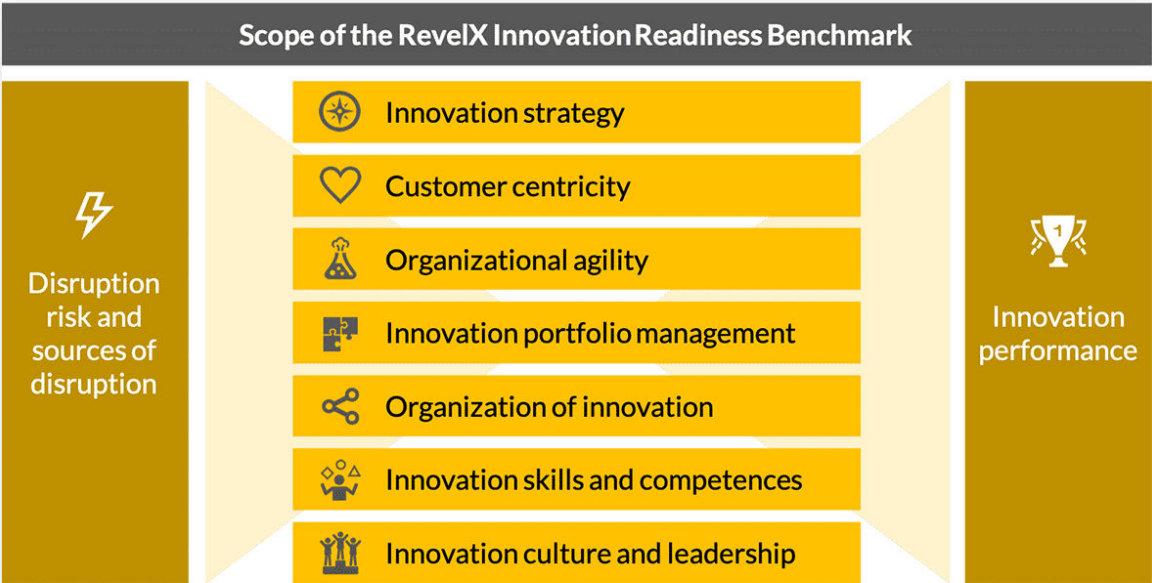 Scope of the RevelX Innovation Readiness Benchmark
Disruption
risk and
sources of
disruption
Innovation strategy
Customer centricity
Organizational agility
Innovation portfolio management
Organization of innovation
Innovation skills and competences
Innovation culture and leadership
1
Innovation
performance